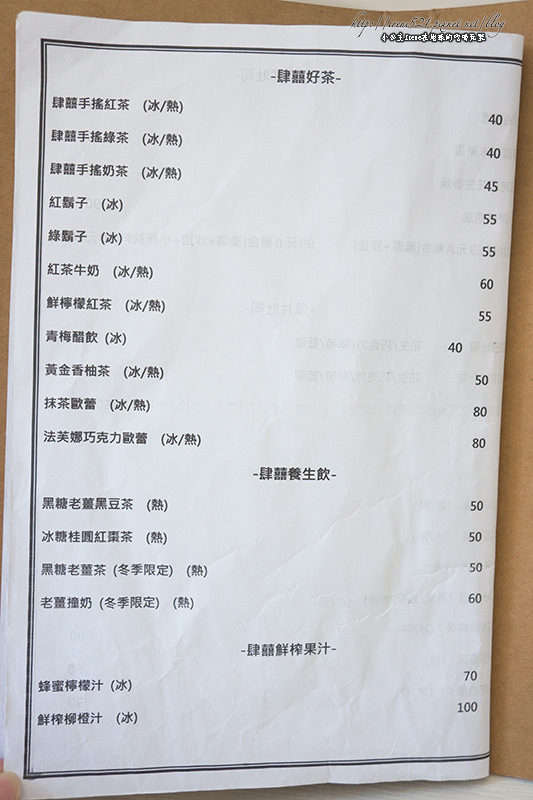 http://irene521.pixnet.net/blog
-肆囍好茶-
肆囍手搖紅茶 (冰/熱) 40
肆囍手搖綠茶 (冰/熱) 40
肆囍手搖奶茶 (冰/熱) 45
紅鬍子 (冰) 55
綠鬍子 (冰) 55
紅茶牛奶 (冰/熱) 60
鮮檸檬紅茶 (冰/熱) 55
青梅醋飲 (冰) 40
黃金香柚茶 (冰/熱) 50
抹茶歐蕾 (冰/熱) 80
法芙娜巧克力歐蕾 (冰/熱) 80
-肆囍養生飲-
黑糖老薑黑豆茶 (熱) 50
冰糖桂圓紅棗茶 (熱) 50
黑糖老薑茶 (冬季限定) (熱) 50
老薑撞奶 (冬季限定) (熱) 60
-肆囍鮮榨果汁-
蜂蜜檸檬汁 (冰) 70
鮮榨柳橙汁 (冰) 100